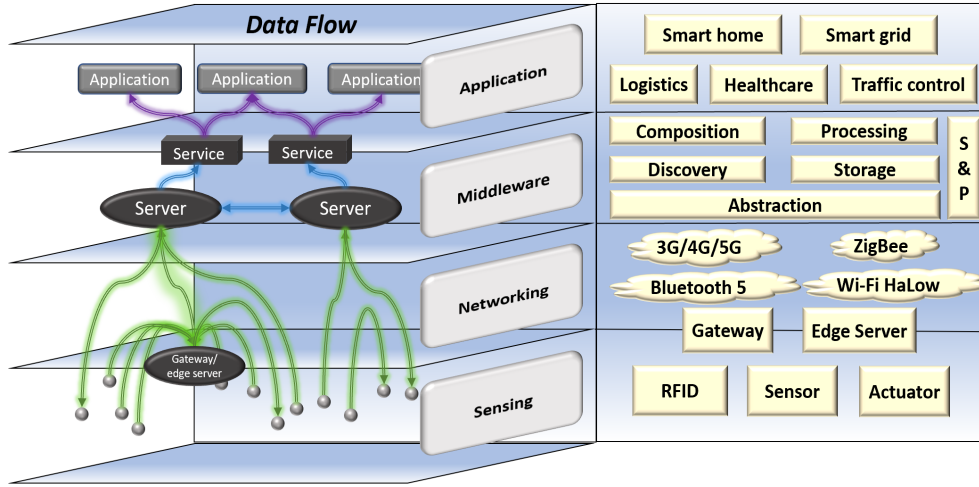 Data Flow
Application
Application
Application
Service
Service
Server
Server
Gateway/
edge server
Application
Middleware
Networking
Sensing
Smart home
Smart grid
Logistics
Healthcare
Traffic control
Composition
Processing
Discovery
Storage
Abstraction
S
&
P
3G/4G/5G
ZigBee
Bluetooth 5
Wi-Fi HaLow
Gateway
Edge Server
RFID
Sensor
Actuator